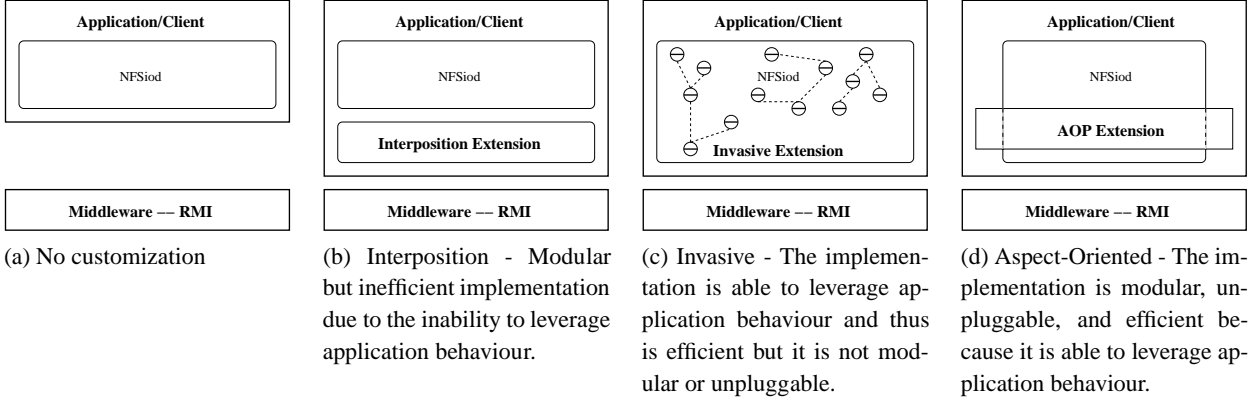 Application/Client
NFSiod
Middleware –– RMI
(a) No customization
Application/Client
NFSiod
Interposition Extension
Middleware –– RMI
(b) Interposition - Modular
but inefficient implementation
due to the inability to leverage
application behaviour.
Application/Client
NFSiod
Invasive Extension
Middleware –– RMI
(c) Invasive - The implemen-
tation is able to leverage ap-
plication behaviour and thus
is efficient but it is not mod-
ular or unpluggable.
Application/Client
NFSiod
AOP Extension
Middleware –– RMI
(d) Aspect-Oriented - The im-
plementation is modular, un-
pluggable, and efficient be-
cause it is able to leverage ap-
plication behaviour.